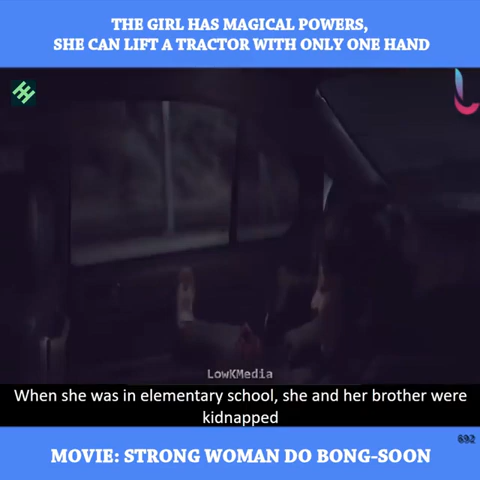 THE GIRL HAS MAGICAL POWERS,
SHE CAN LIFT A TRACTOR WITH ONLY ONE HAND
LowKMedia
When she was in elementary school, she and her brother were
kidnapped
692
MOVIE: STRONG WOMAN DO BONG-SOON